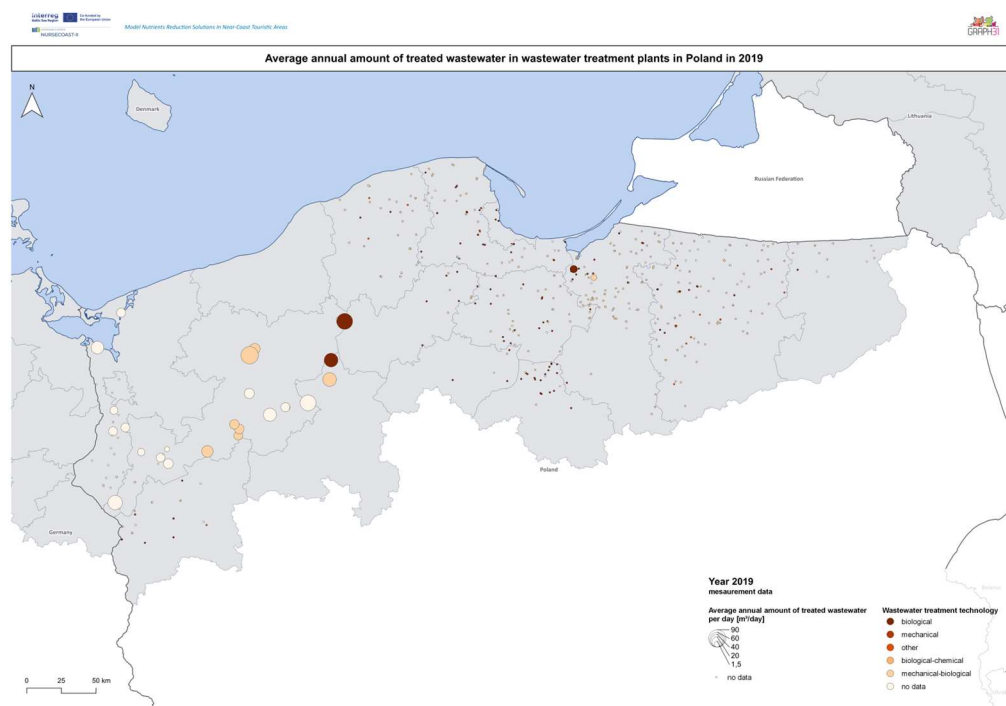 interreg
Baltic Sea Region
Co-funded by
the European Union
NURSECOAST-II
Model Nutrients Reduction Solutions in Near-Coast Touristic Areas
GRAPH31
Average annual amount of treated wastewater in wastewater treatment plants in Poland in 2019
N
Denmark
Lithuania
Russian Federation
Poland
Germany
Year 2019
mesaurement data
Average annual amount of treated wastewater
per day [m³/day]
90
60
40
20
1,5
no data
Wastewater treatment technology
biological
mechanical
other
biological-chemical
mechanical-biological
no data
0 25 50 km